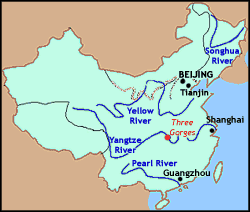 Songhua
River
BEIJING
Tianjin
Yellow
River
Three
Gorges
Shanghai
Yangtze
River
Pearl River
Guangzhou